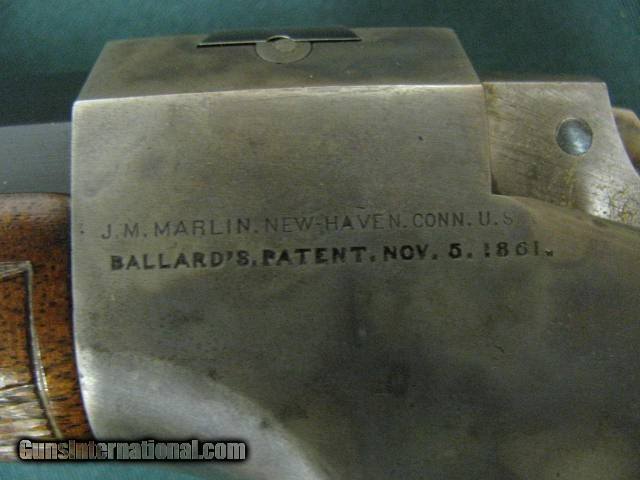 J.M. MARLIN. NEW-HAVEN. CONN. U.S
BALLARD'S. PATENT. NOV. 5. 1861.
GunsInternational.com